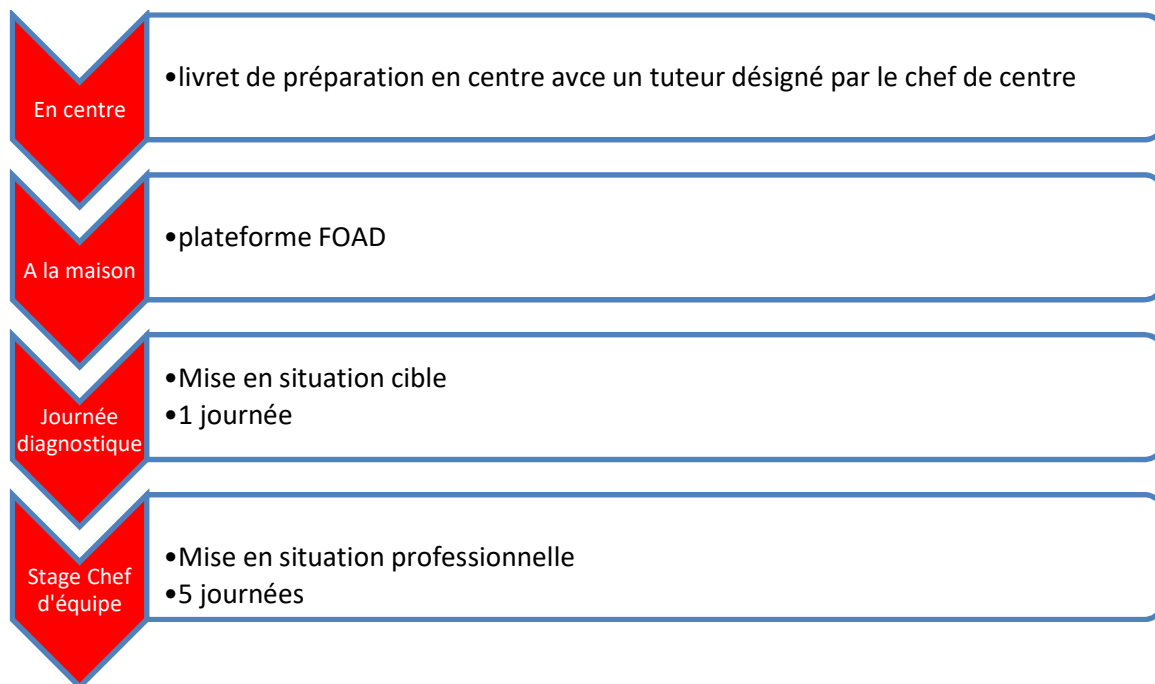 En centre
•livret de préparation en centre avce un tuteur désigné par le chef de centre
A la maison
•plateforme FOAD
Journée
diagnostique
•Mise en situation cible
•1 journée
Stage Chef
d'équipe
•Mise en situation professionnelle
•5 journées